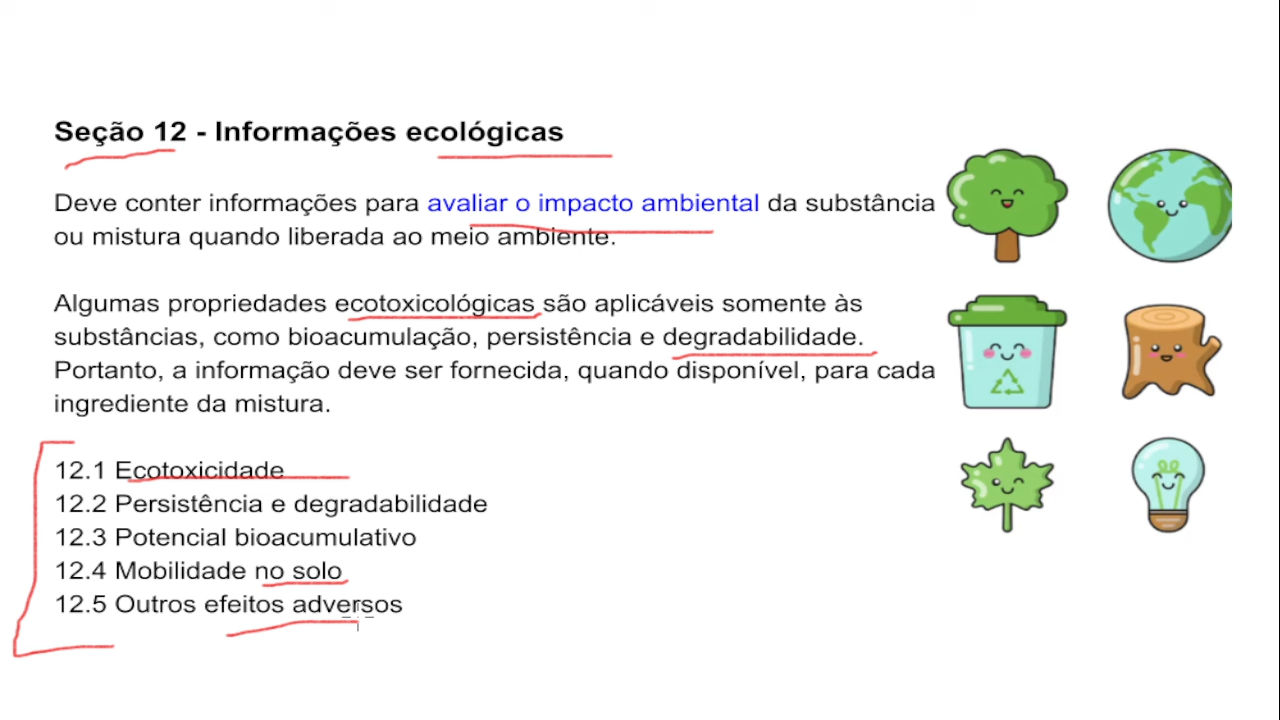 Seção 12 - Informações ecológicas
Deve conter informações para avaliar o impacto ambiental da substância
ou mistura quando liberada ao meio ambiente.
Algumas propriedades ecotoxicológicas são aplicáveis somente às
substâncias, como bioacumulação, persistência e degradabilidade.
Portanto, a informação deve ser fornecida, quando disponível, para cada
ingrediente da mistura.
12.1 Ecotoxicidade
12.2 Persistência e degradabilidade
12.3 Potencial bioacumulativo
12.4 Mobilidade no solo
12.5 Outros efeitos adversos